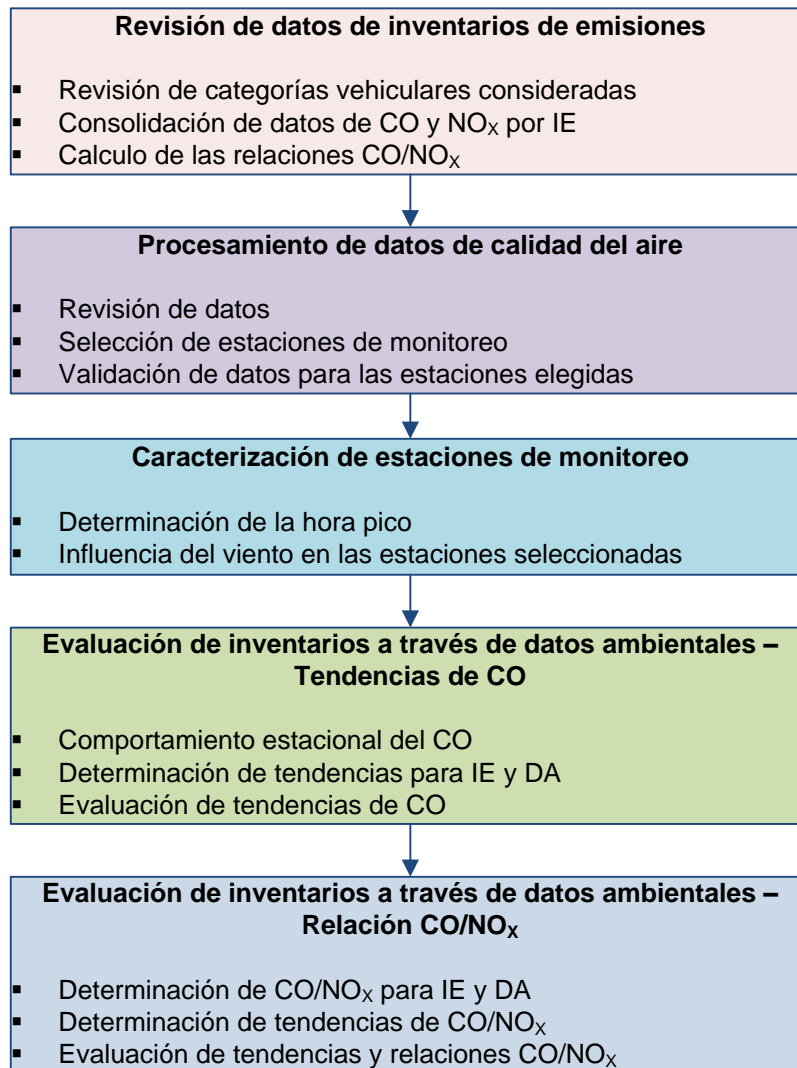 Revisión de datos de inventarios de emisiones
▪ Revisión de categorías vehiculares consideradas
▪ Consolidación de datos de CO y NOX por IE
▪ Calculo de las relaciones CO/NOX
Procesamiento de datos de calidad del aire
▪ Revisión de datos
▪ Selección de estaciones de monitoreo
▪ Validación de datos para las estaciones elegidas
Caracterización de estaciones de monitoreo
▪ Determinación de la hora pico
▪ Influencia del viento en las estaciones seleccionadas
Evaluación de inventarios a través de datos ambientales –
Tendencias de CO
▪ Comportamiento estacional del CO
▪ Determinación de tendencias para IE y DA
▪ Evaluación de tendencias de CO
Evaluación de inventarios a través de datos ambientales –
Relación CO/NOX
▪ Determinación de CO/NOX para IE y DA
▪ Determinación de tendencias de CO/NOX
▪ Evaluación de tendencias y relaciones CO/NOX